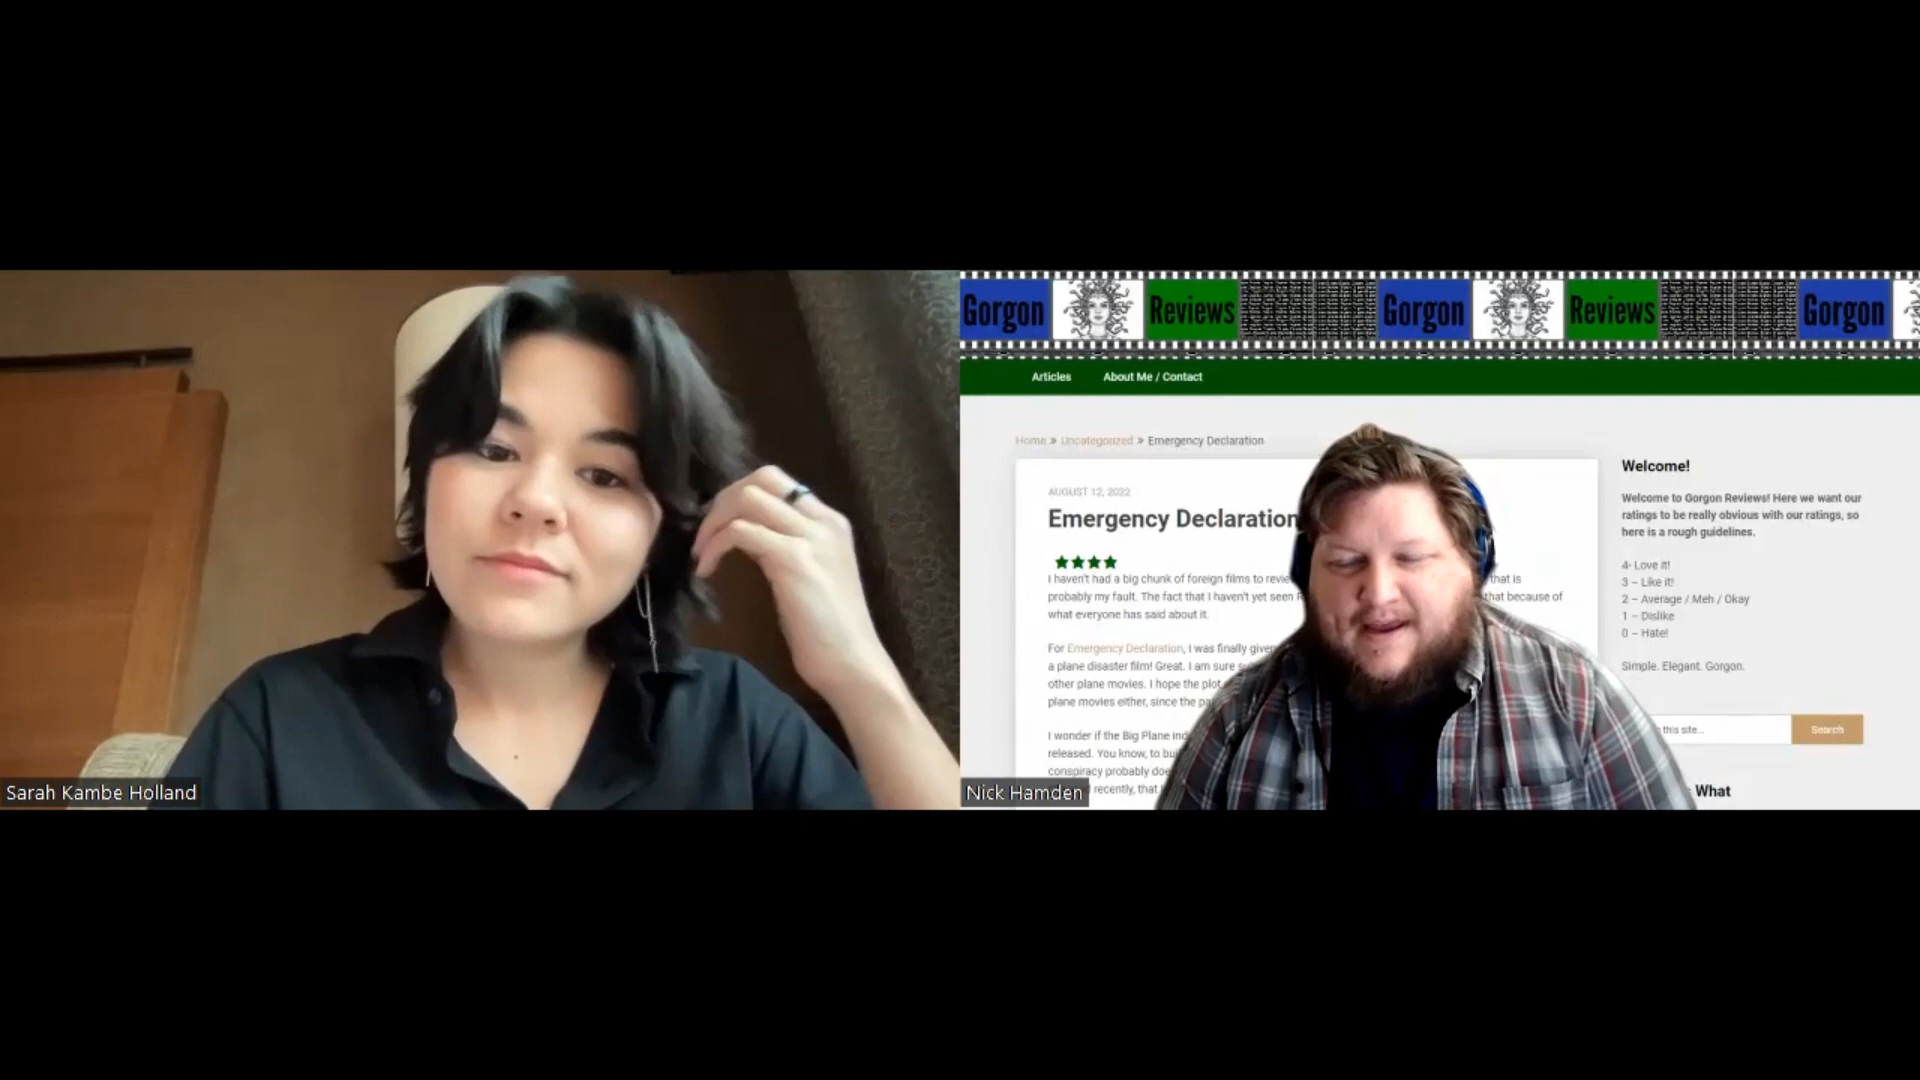 Gorgon Reviews Gorgon Reviews Gorgon
Articles About Me / Contact
Home » Uncategorized » Emergency Declaration
AUGUST 12, 2022
Emergency Declaration
I haven't had a big chunk of foreign films to revie that is
probably my fault. The fact that I haven't yet seen that because of
what everyone has said about it.
For Emergency Declaration, I was finally given
a plane disaster film! Great. I am sure
other plane movies. I hope the plot
plane movies either, since the pa
I wonder if the Big Plane ind
released. You know, to bui
conspiracy probably doe
recently, that
Welcome!
Welcome to Gorgon Reviews! Here we want our
ratings to be really obvious with our ratings, so
here is a rough guidelines.
4- Love it!
3 – Like it!
2 – Average / Meh / Okay
1 – Dislike
0 – Hate!
Simple. Elegant. Gorgon.
this site... Search
What
Sarah Kambe Holland
Nick Hamden